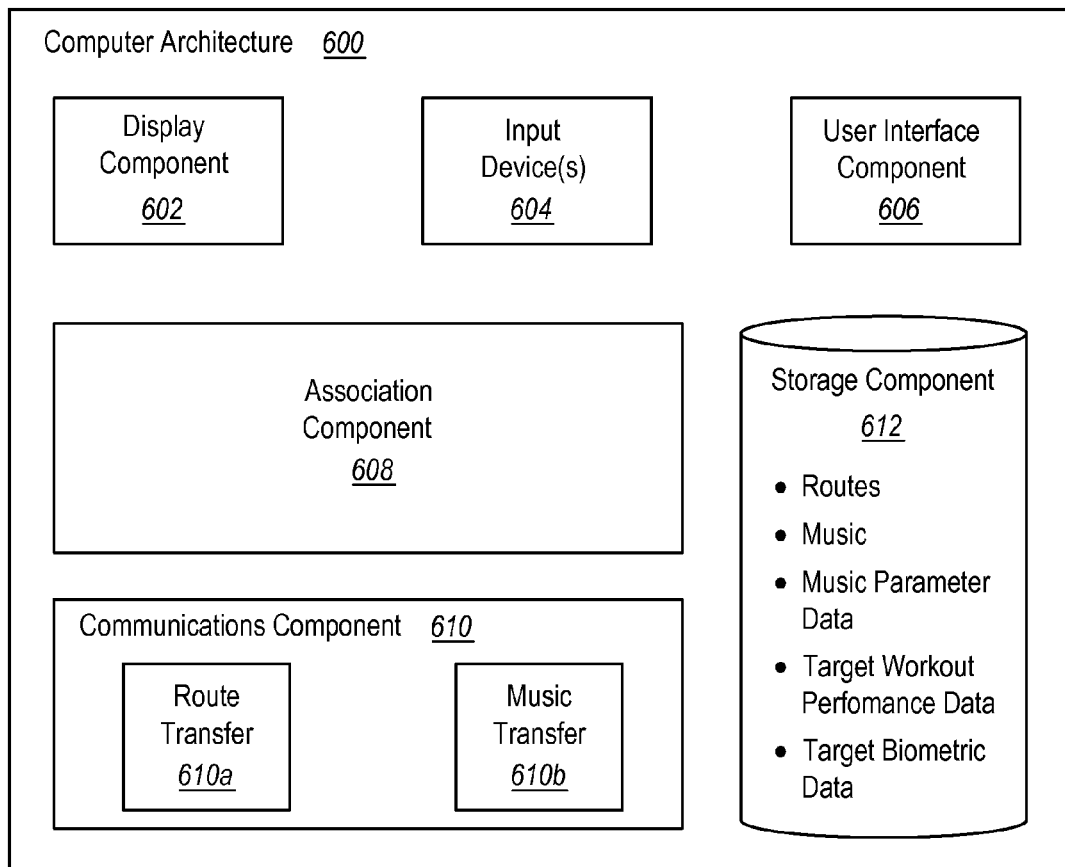 Computer Architecture 600
Display
Component
602
Input
Device(s)
604
User Interface
Component
606
Association
Component
608
Storage Component
612
• Routes
• Music
• Music Parameter
Data
• Target Workout
Perfomance Data
• Target Biometric
Data
Communications Component 610
Route
Transfer
610a
Music
Transfer
610b